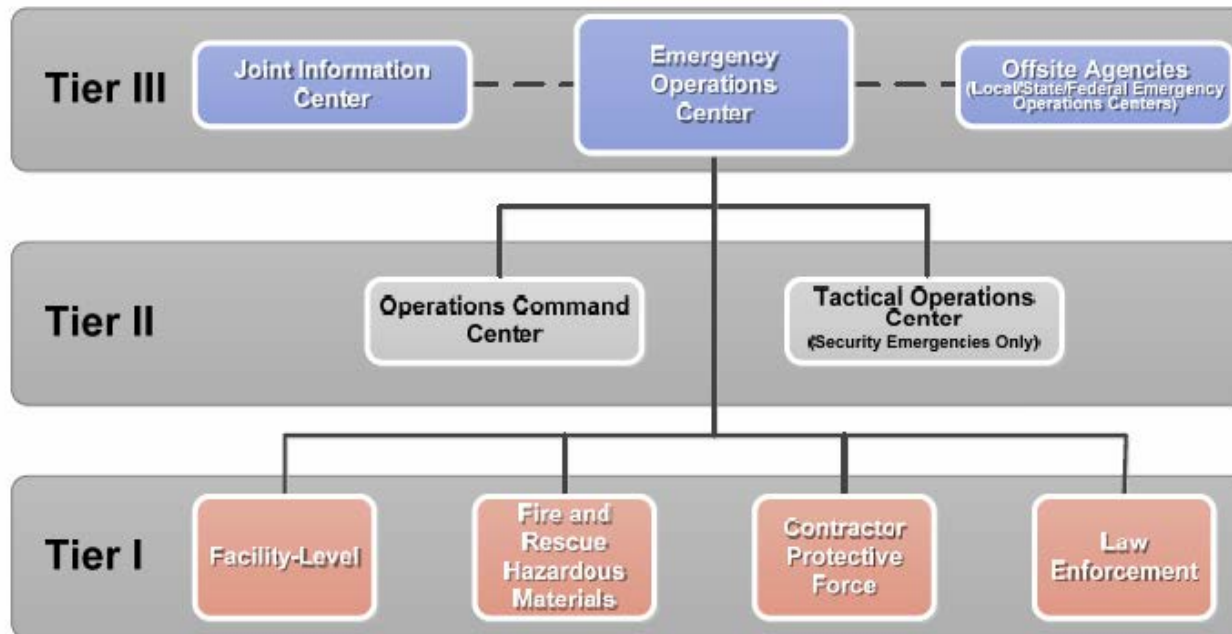 Tier III
Joint Information
Center
Emergency
Operations
Center
Offsite Agencies
(Local/State/Federal Emergency
Operations Centers)
Tier II
Operations Command
Center
Tactical Operations
Center
(Security Emergencies Only)
Tier I
Facility-Level
Fire and
Rescue
Hazardous
Materials
Contractor
Protective
Force
Law
Enforcement